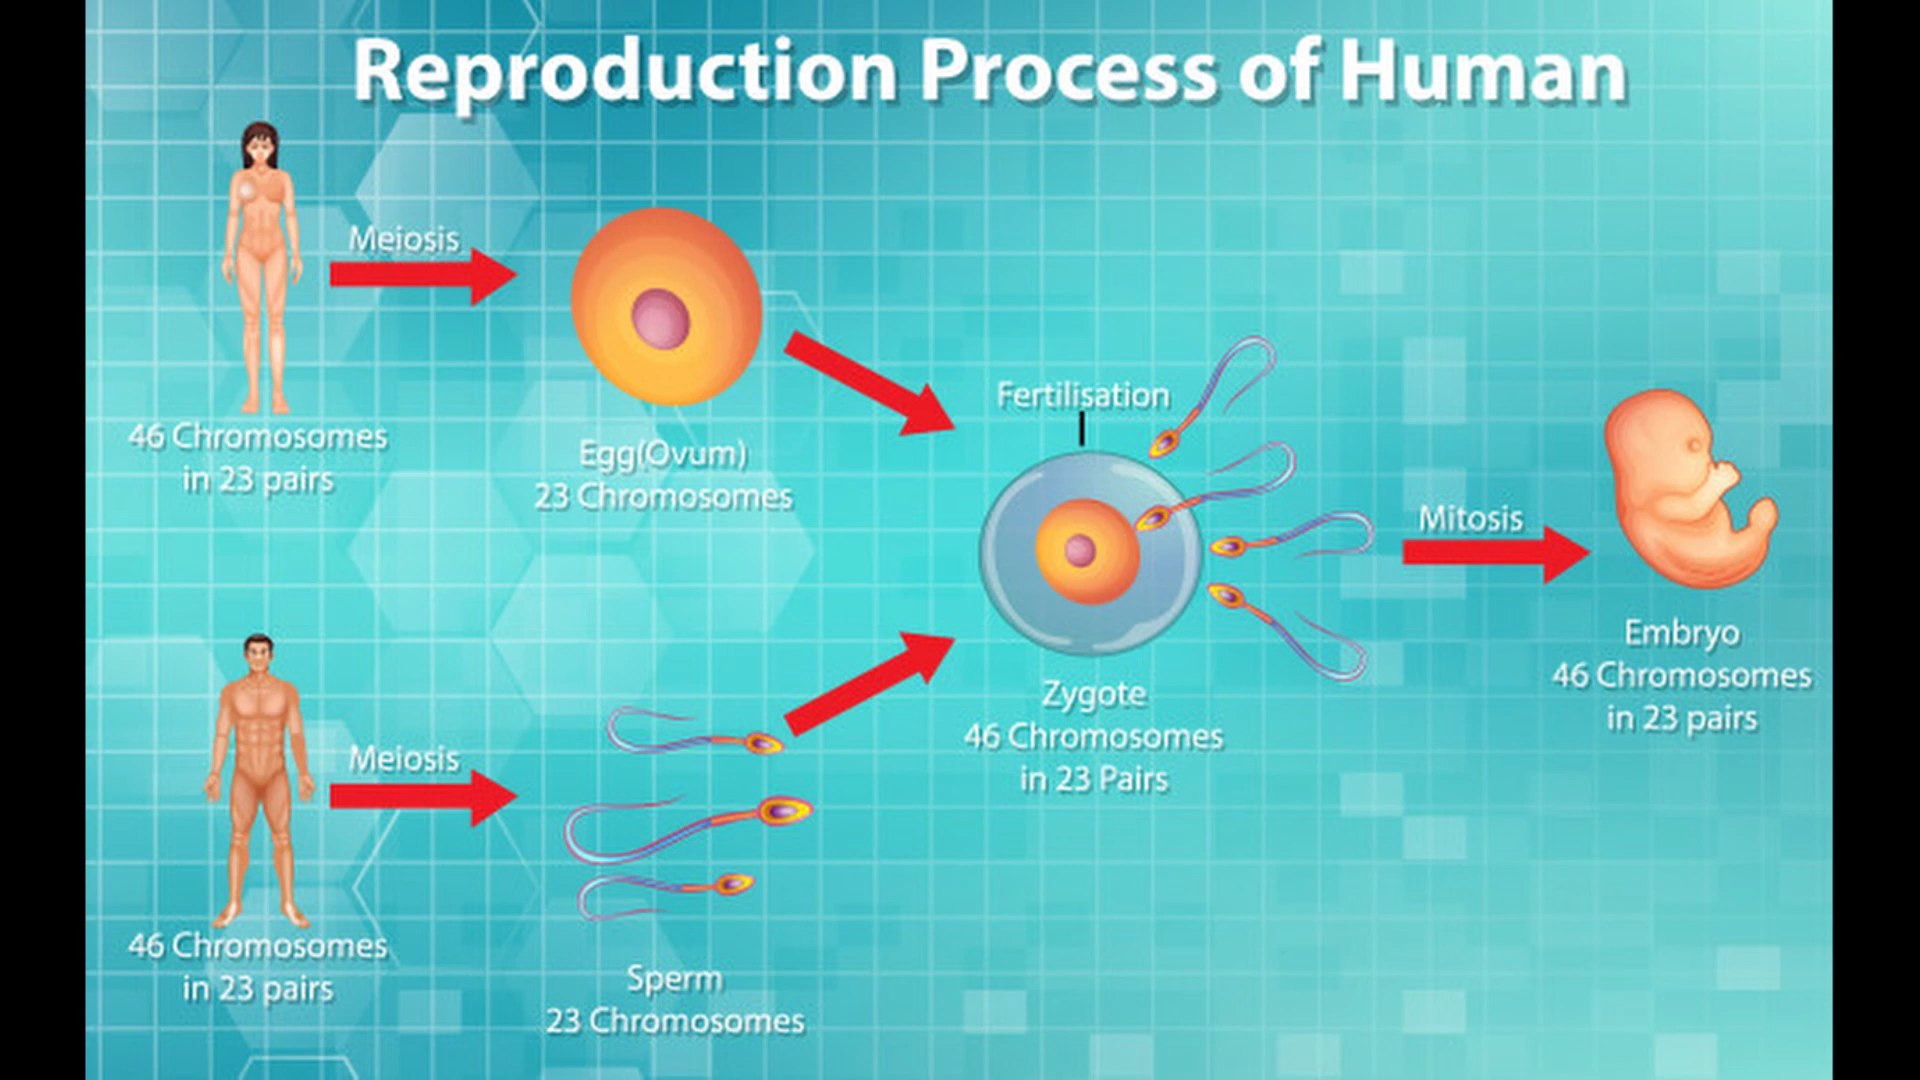 Reproduction Process of Human
Meiosis
46 Chromosomes
in 23 pairs
Egg(Ovum)
23 Chromosomes
Meiosis
46 Chromosomes
in 23 pairs
Sperm
23 Chromosomes
Fertilisation
Zygote
46 Chromosomes
in 23 Pairs
Mitosis
Embryo
46 Chromosomes
in 23 pairs